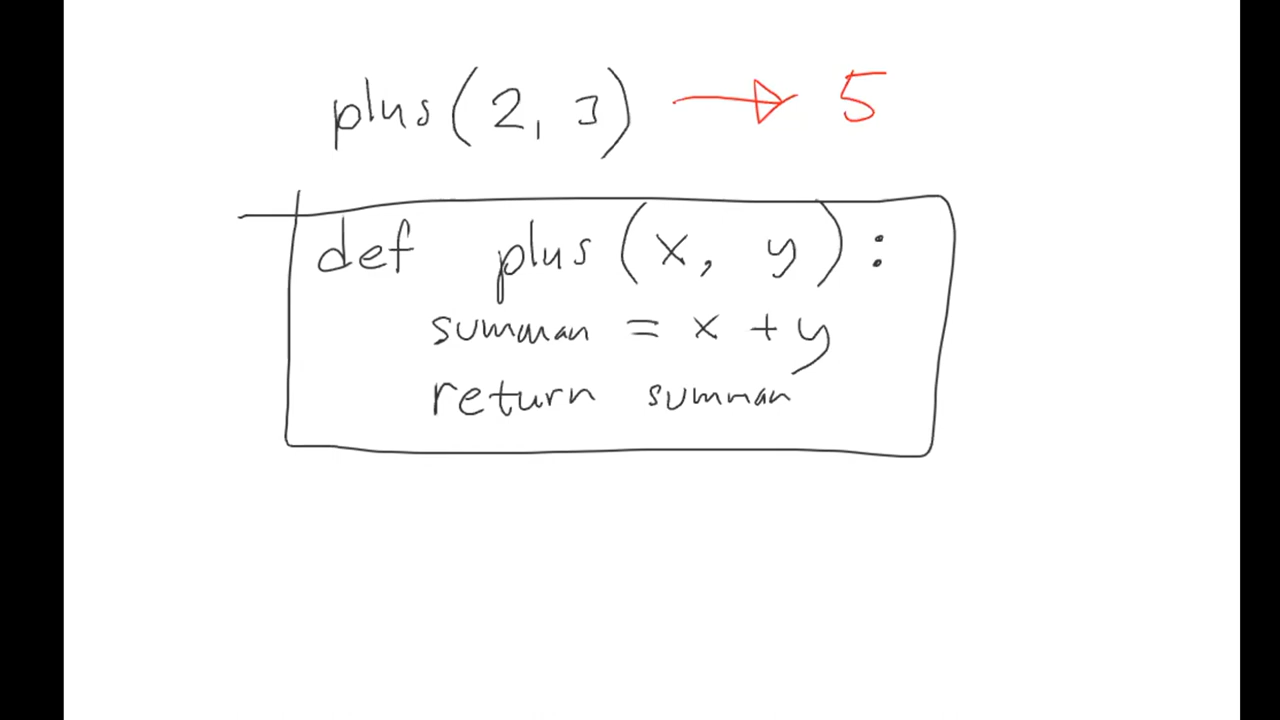 plus(2, 3) → 5
def plus(x, y):
summan = x + y
return summan